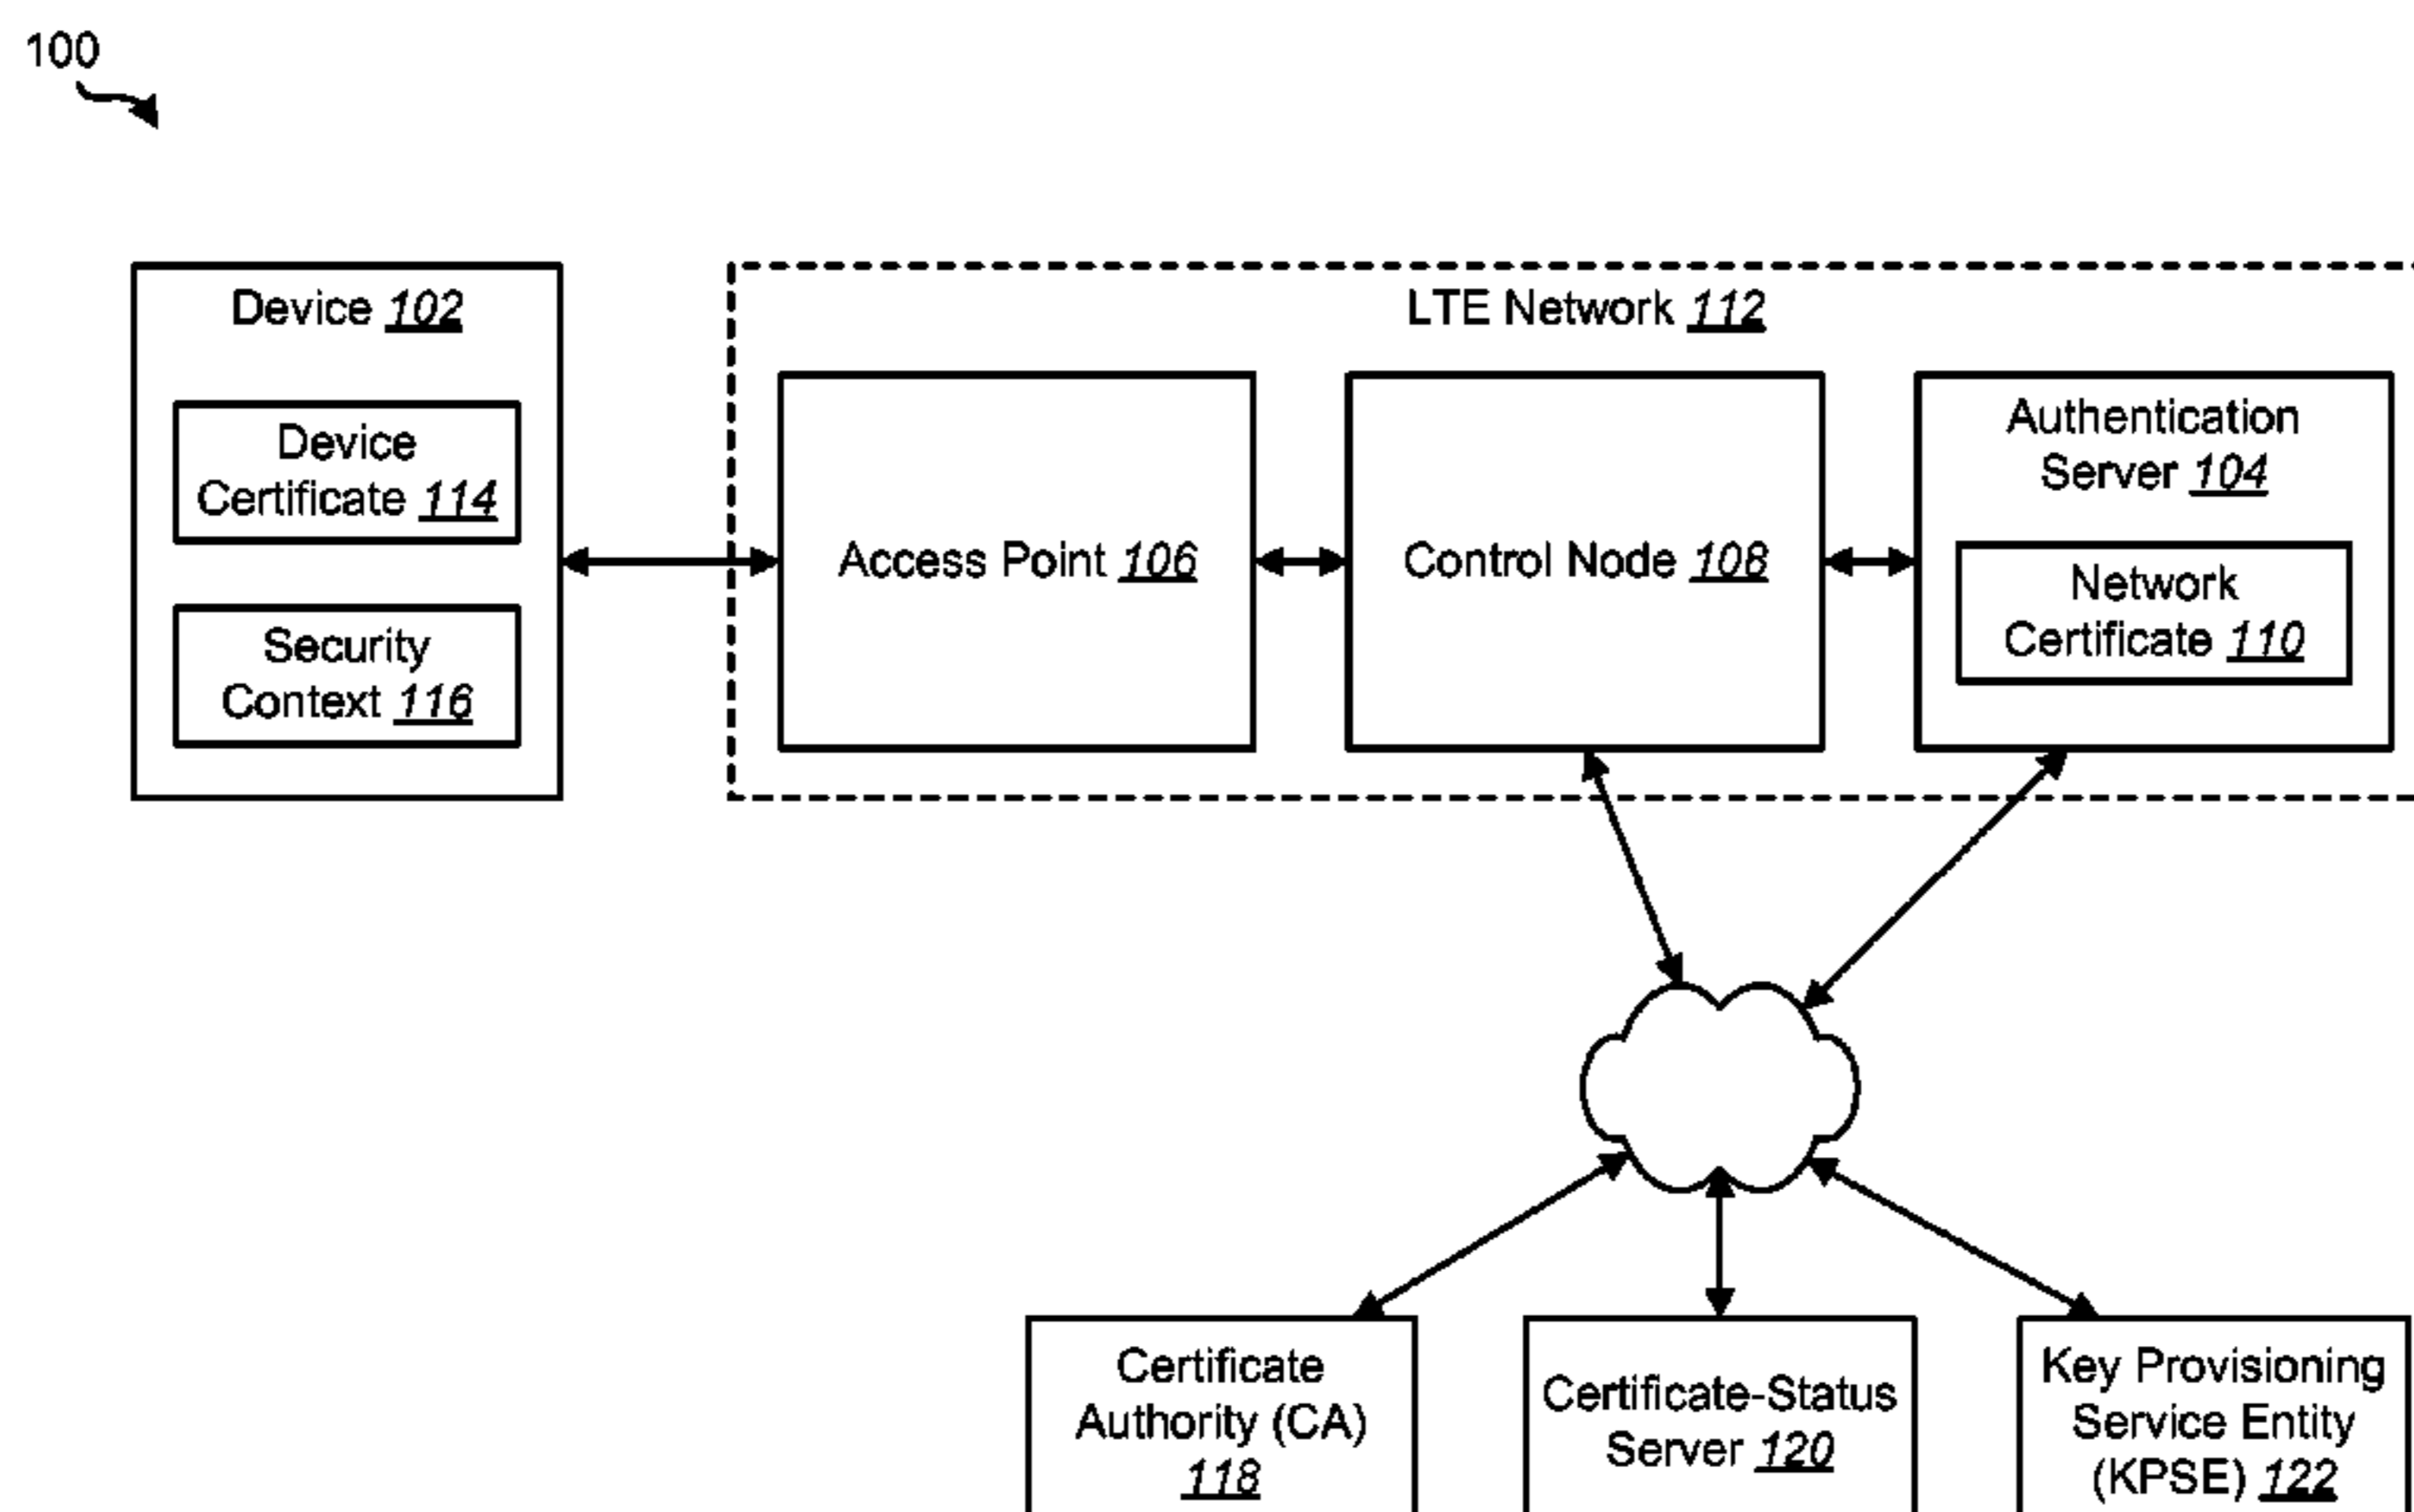 100
Device 102
Device
Certificate 114
Security
Context 116
LTE Network 112
Access Point 106
Control Node 108
Authentication
Server 104
Network
Certificate 110
Certificate
Authority (CA)
118
Certificate-Status
Server 120
Key Provisioning
Service Entity
(KPSE) 122